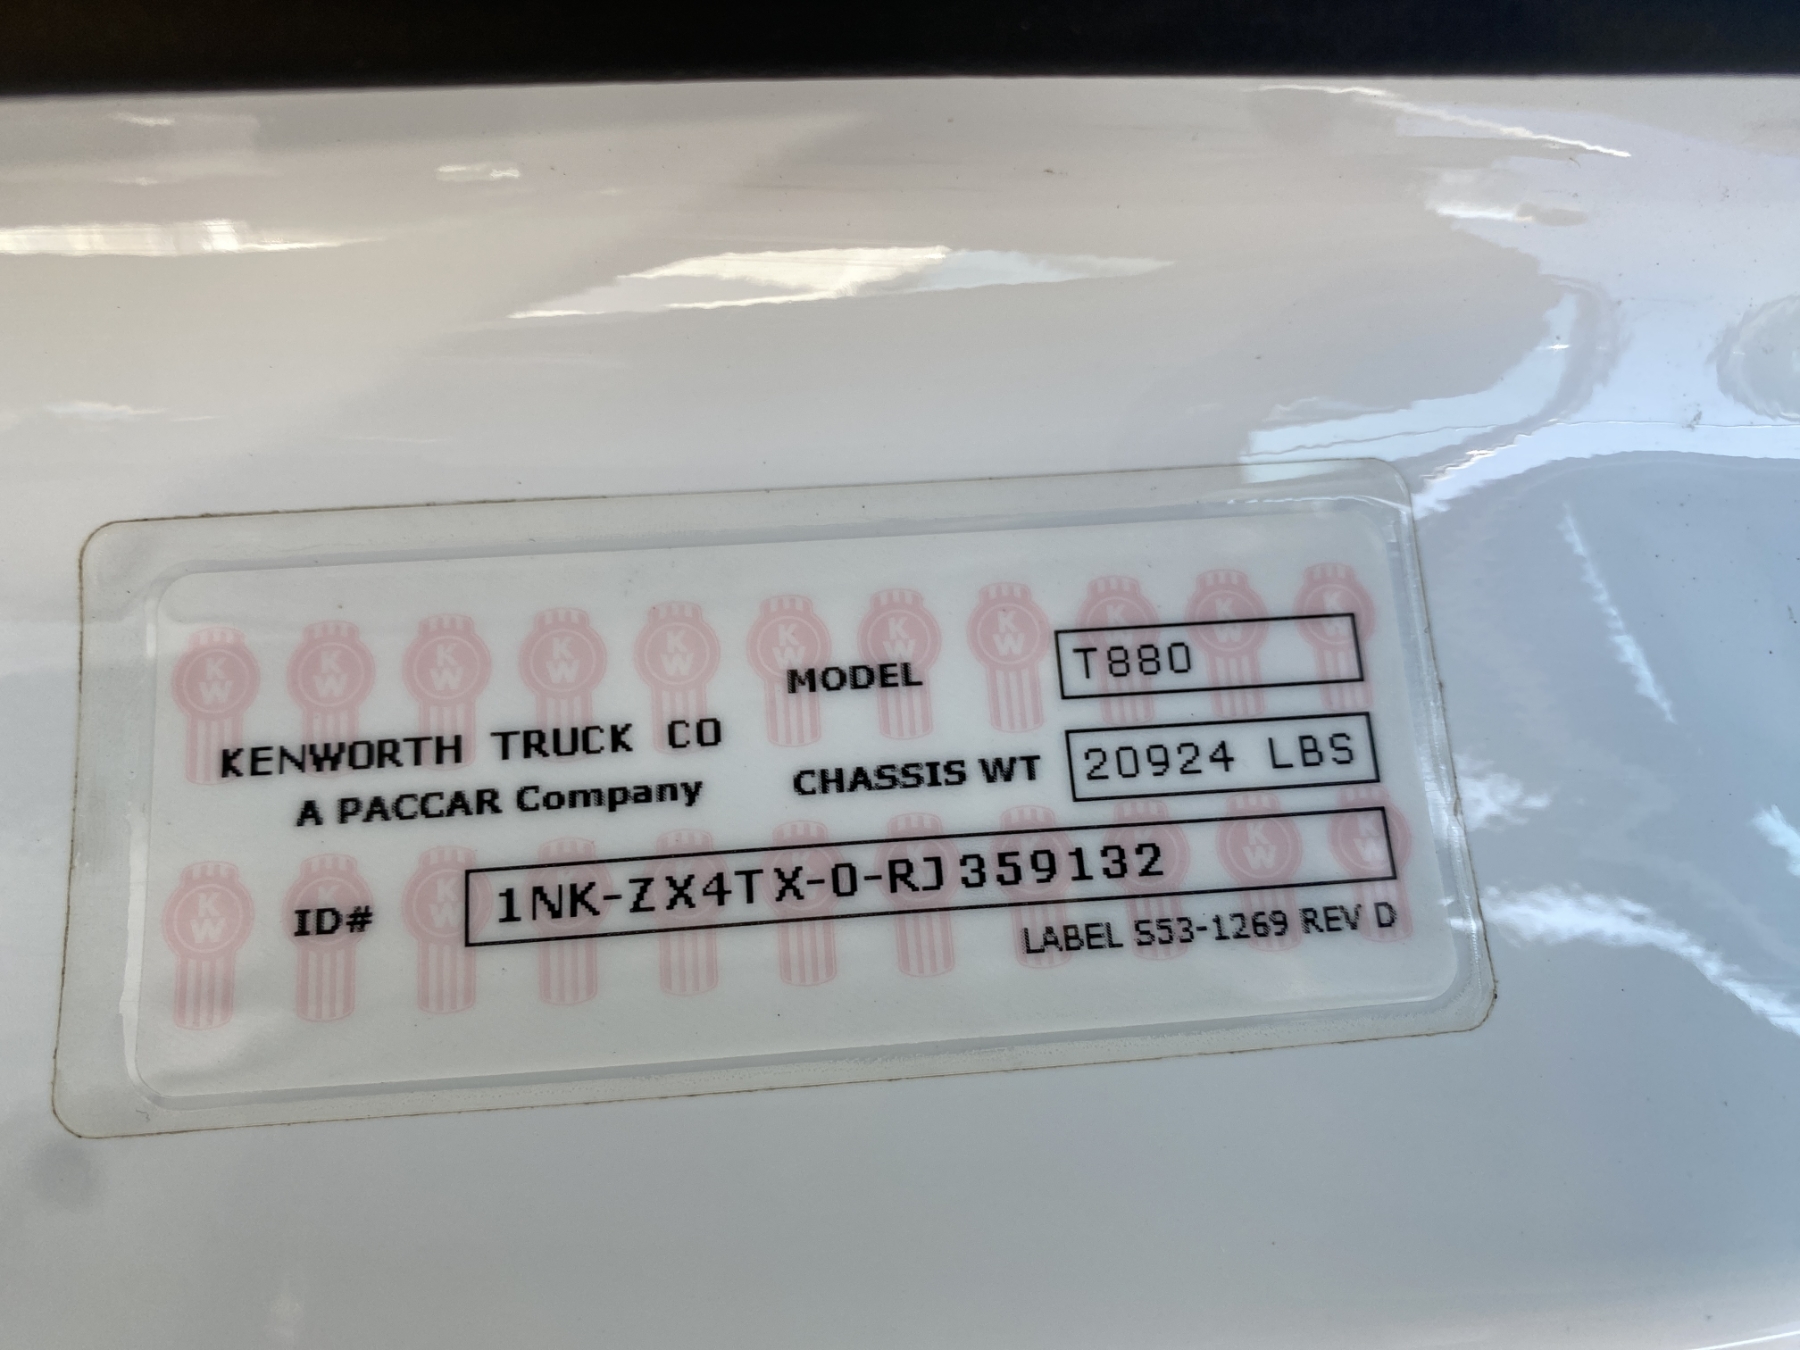 MODEL T880
KENWORTH TRUCK CO
A PACCAR Company
CHASSIS WT 20924 LBS
ID# 1NK-ZX4TX-0-RJ359132
LABEL S53-1269 REV D